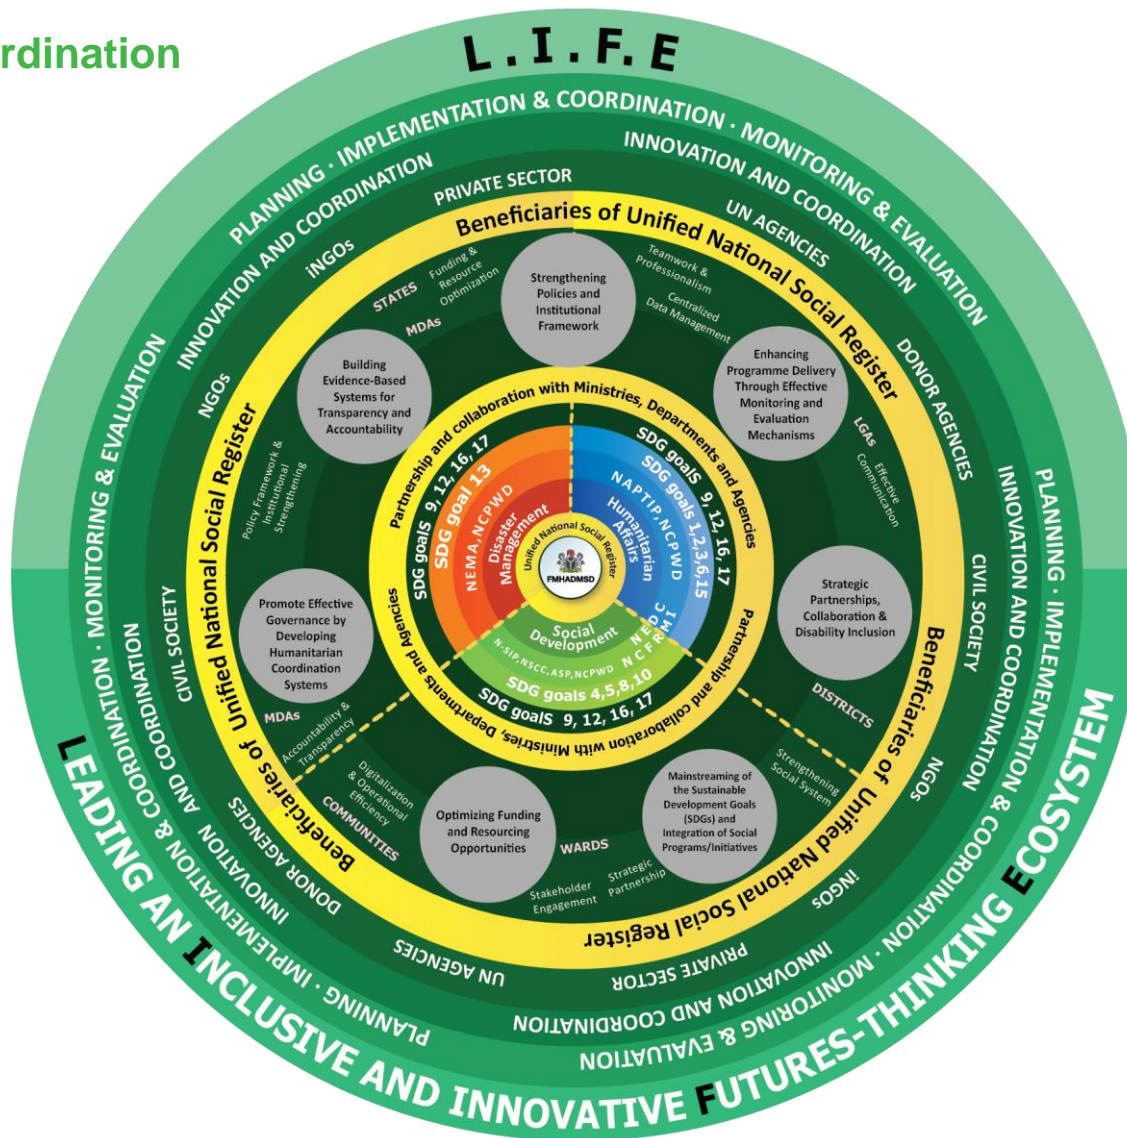 rdination
L.I.F.E
PLANNING · IMPLEMENTATION & COORDINATION · MONITORING & EVALUATION
INNOVATION AND COORDINATION
INNOVATION AND COORDINATION
PRIVATE SECTOR
UN AGENCIES
DONOR AGENCIES
CIVIL SOCIETY
NGOs
iNGOs
PRIVATE SECTOR
UN AGENCIES
DONOR AGENCIES
CIVIL SOCIETY
NGOs
iNGOs
PLANNING · IMPLEMENTATION & COORDINATION · MONITORING & EVALUATION
INNOVATION AND COORDINATION
INNOVATION AND COORDINATION
INNOVATION AND COORDINATION
PLANNING · IMPLEMENTATION & COORDINATION · MONITORING & EVALUATION
Beneficiaries of Unified National Social Register
Beneficiaries of Unified National Social Register
Beneficiaries of Unified National Social Register
STATES
Funding &
Resource
Optimization
MDAs
Strengthening
Policies and
Institutional
Framework
Teamwork &
Professionalism
Centralized
Data Management
Enhancing
Programme Delivery
Through Effective
Monitoring and
Evaluation
Mechanisms
LGAs
Effective
Communication
Strategic
Partnerships,
Collaboration
& Disability Inclusion
DISTRICTS
Strengthening
Social System
Mainstreaming of
the Sustainable
Development Goals
(SDGs) and
Integration of Social
Programs/Initiatives
WARDS
Strategic
Partnership
Stakeholder
Engagement
Optimizing Funding
and Resourcing
Opportunities
COMMUNITIES
Digitalization
& Operational
Efficiency
MDAs
Accountability &
Transparency
Promote Effective
Governance by
Developing
Humanitarian
Coordination
Systems
Policy Framework &
Institutional
Strengthening
Building
Evidence-Based
Systems for
Transparency and
Accountability
Partnership and collaboration with Ministries, Departments and Agencies
Partnership and collaboration with Ministries, Departments and Agencies
SDG goals 9, 12, 16, 17
SDG goal 13
NEMA,NCPWD
Disaster
Management
SDG goals 9, 12, 16, 17
SDG goals 1,2,3,6,15
NAPTIP,NCPWD
NEDC
NCFRMI
Humanitarian
Affairs
Unified National Social Register
FMHADMSD
Social
Development
N-SIP,NSCC,ASP,NCPWD
SDG goals 4,5,8,10
SDG goals 9, 12, 16, 17
LEADING AN INCLUSIVE AND INNOVATIVE FUTURES-THINKING ECOSYSTEM